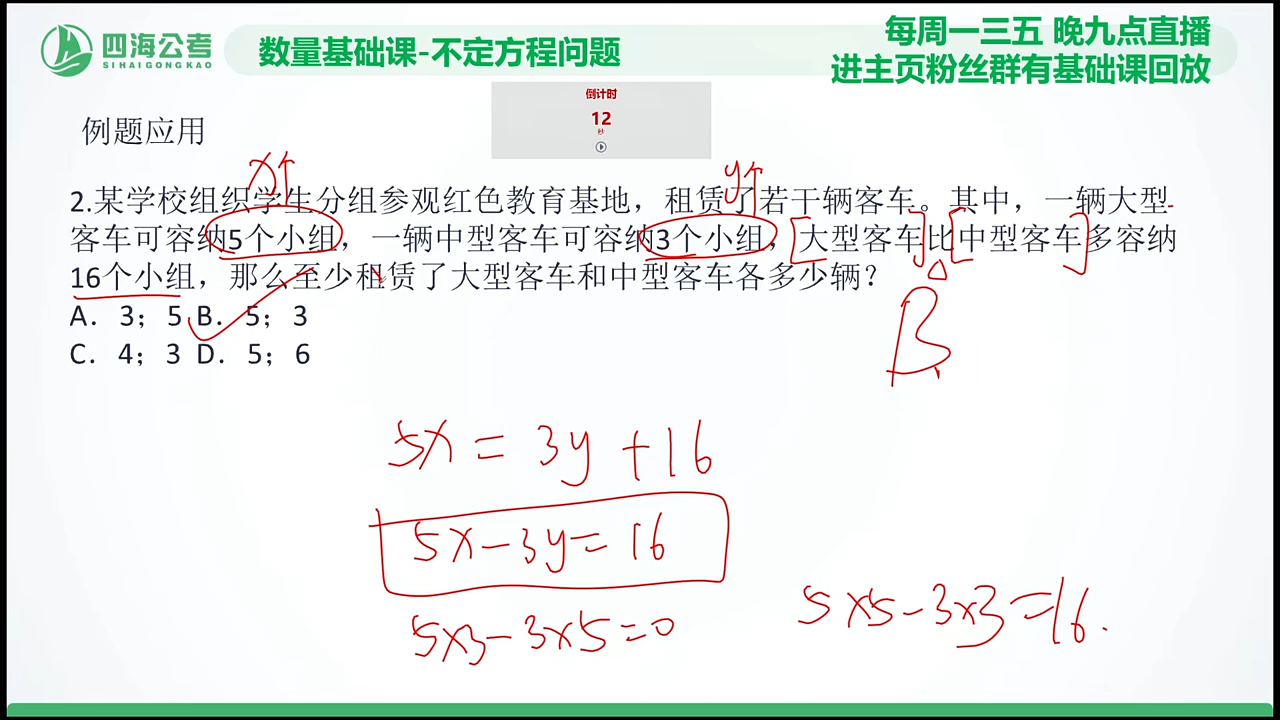 四海公考
SIHAIGONGKAO
数量基础课-不定方程问题
每周一三五 晚九点直播
进主页粉丝群有基础课回放
倒计时
12
秒
例题应用
x↑
y↑
2.某学校组织学生分组参观红色教育基地，租赁了若干辆客车。其中，一辆大型
客车可容纳5个小组，一辆中型客车可容纳3个小组，大型客车比中型客车多容纳
16个小组，那么至少租赁了大型客车和中型客车各多少辆？
A. 3；5 B. 5；3
C. 4；3 D. 5；6
B
5x = 3y + 16
5x - 3y = 16
5×3 - 3×5 = 0
5×5 - 3×3 = 16.